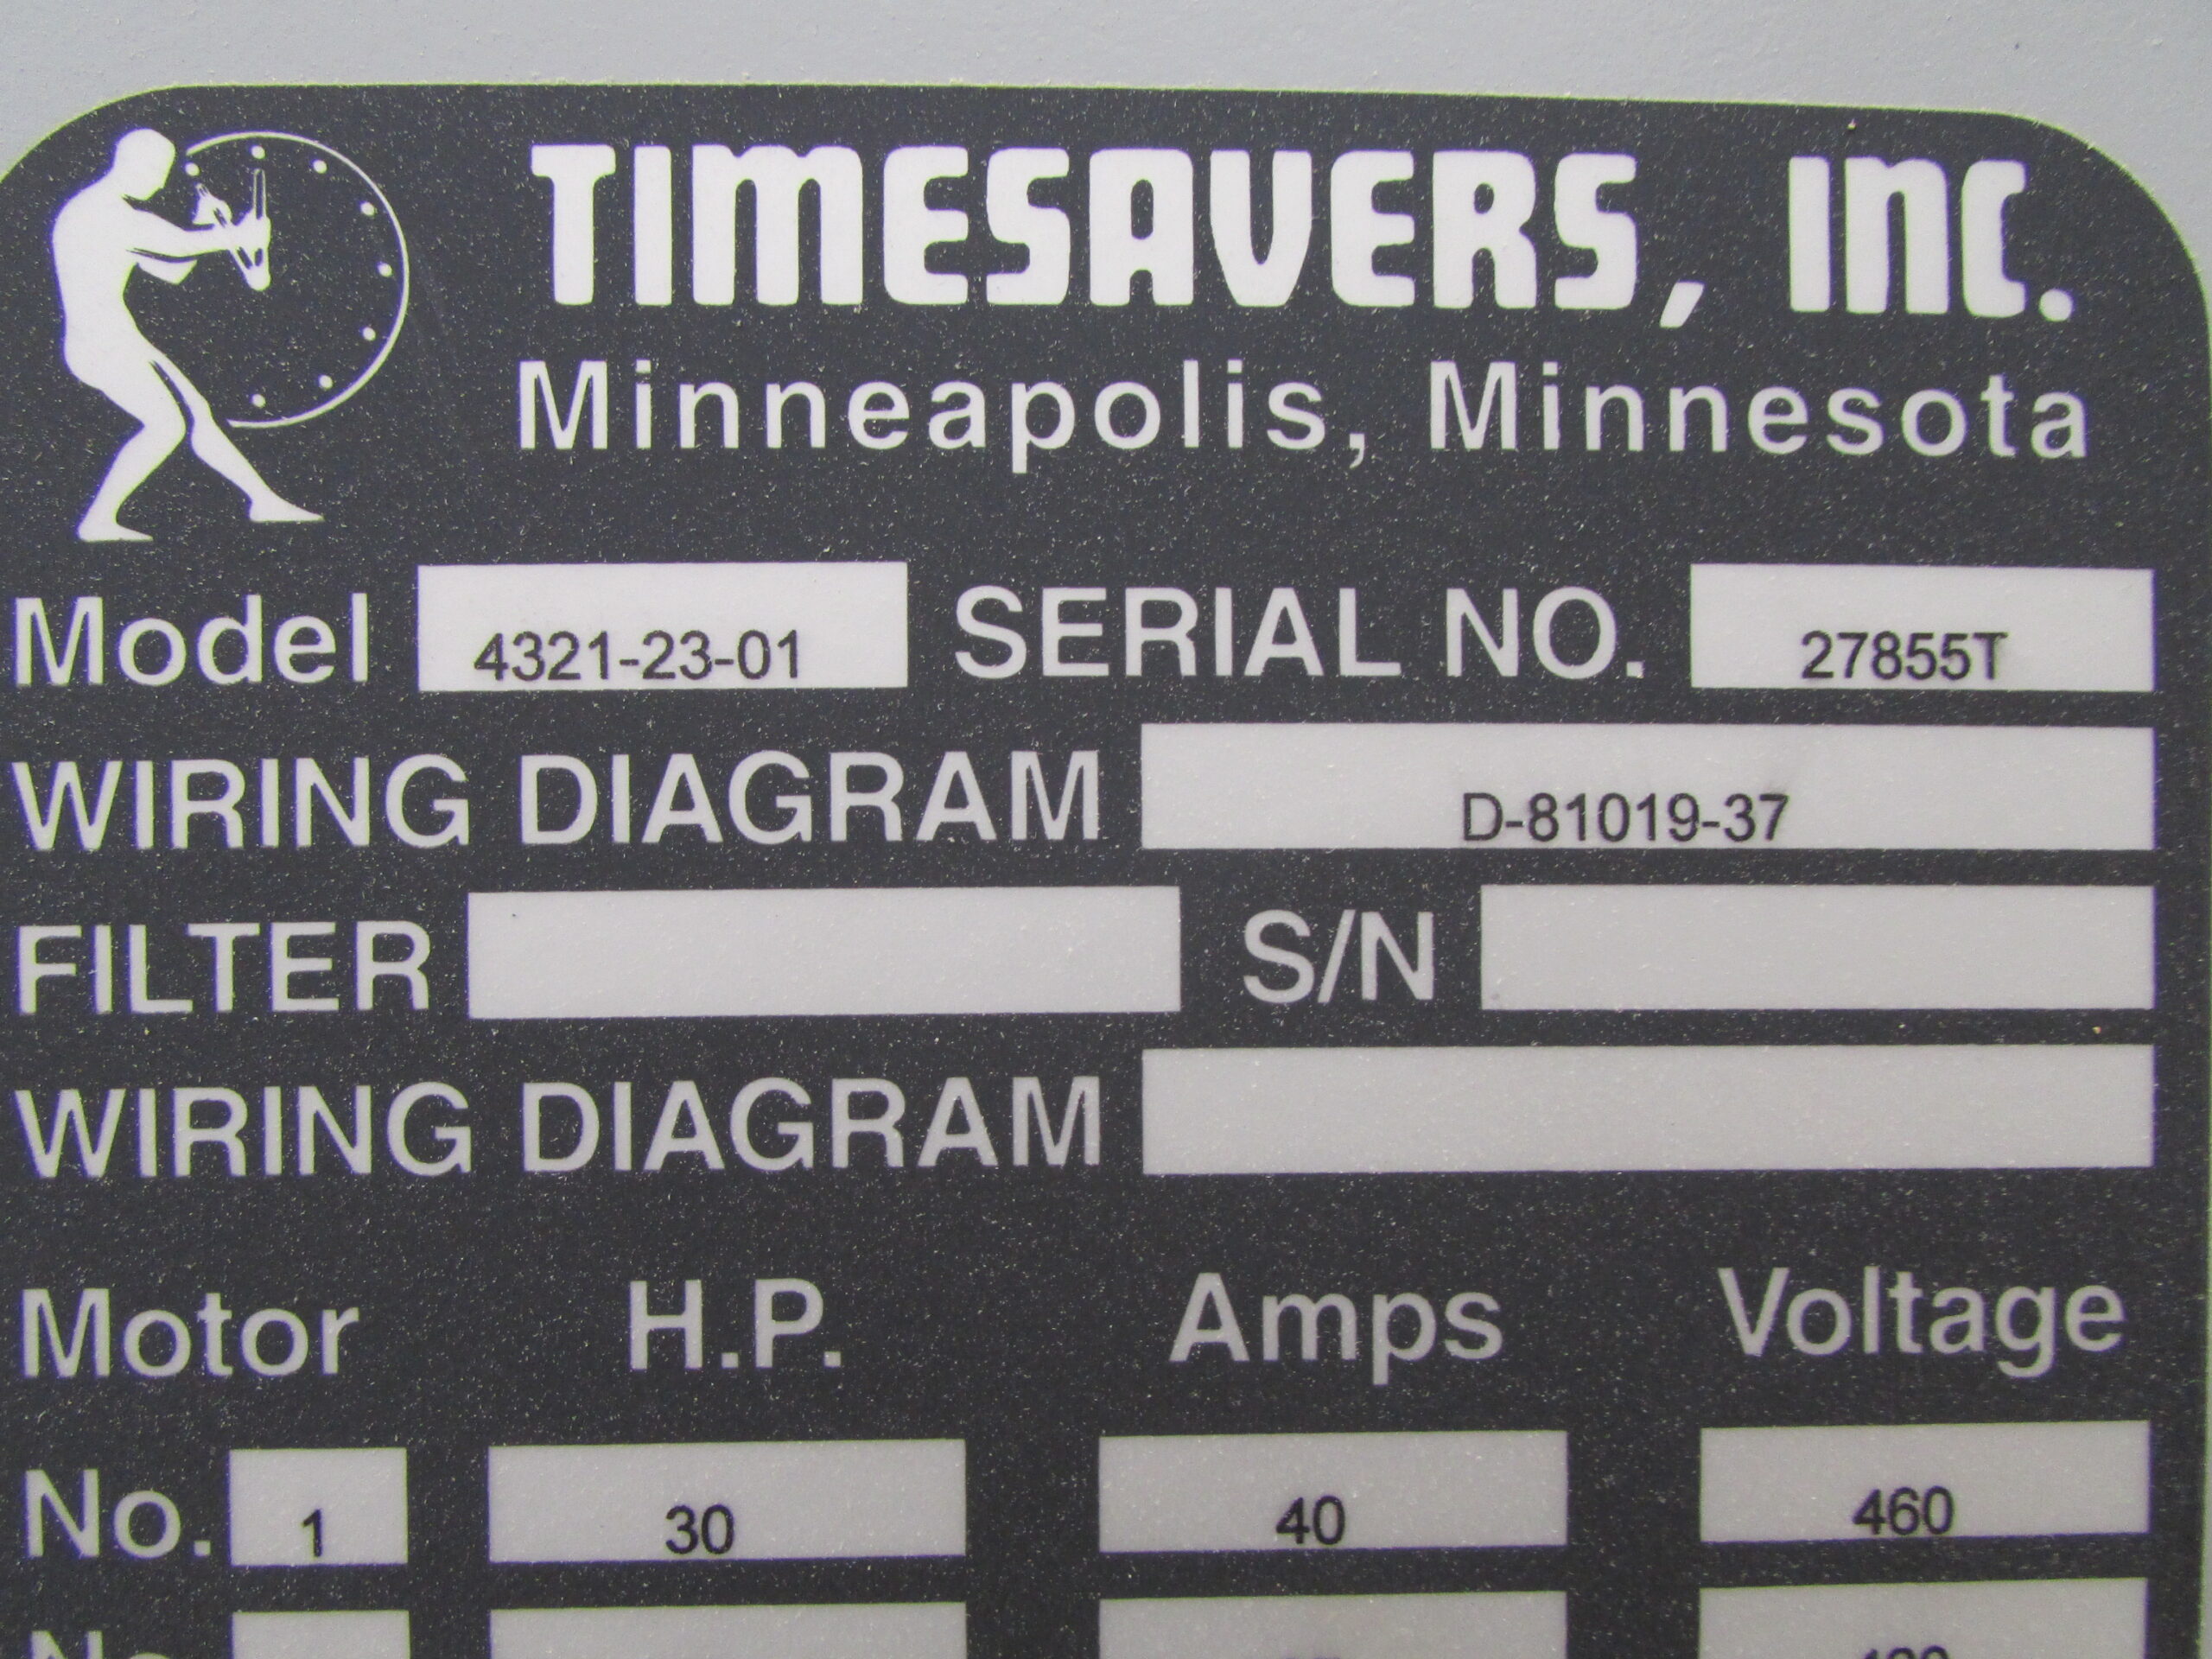 TIMESAVERS, INC.
Minneapolis, Minnesota
Model 4321-23-01 SERIAL NO. 27855T
WIRING DIAGRAM D-81019-37
FILTER S/N
WIRING DIAGRAM
Motor H.P. Amps Voltage
No. 1 30 40 460